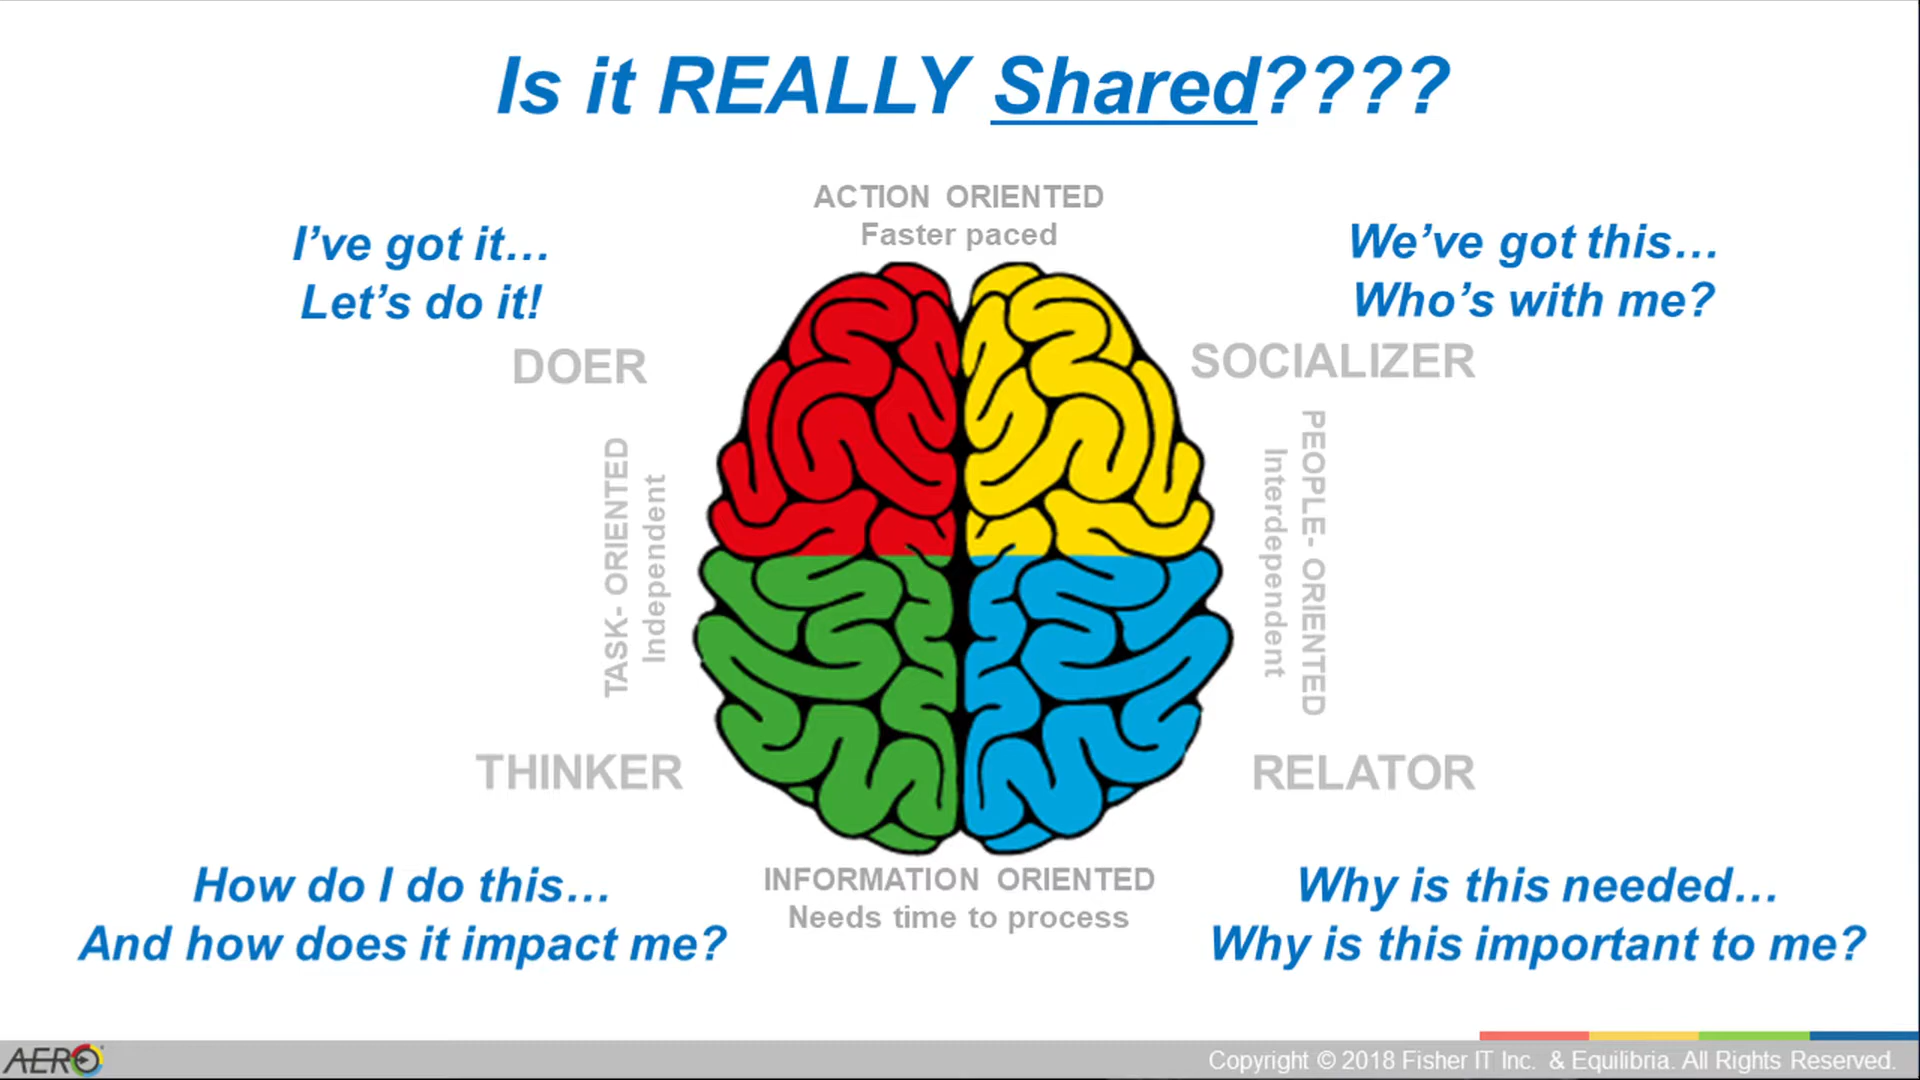 Is it REALLY Shared????
ACTION ORIENTED
Faster paced
I've got it...
Let's do it!
We've got this...
Who's with me?
DOER
SOCIALIZER
TASK- ORIENTED
Independent
PEOPLE- ORIENTED
Interdependent
THINKER
RELATOR
INFORMATION ORIENTED
Needs time to process
How do I do this...
And how does it impact me?
Why is this needed...
Why is this important to me?
AERO
Copyright © 2018 Fisher IT Inc. & Equilibria. All Rights Reserved.